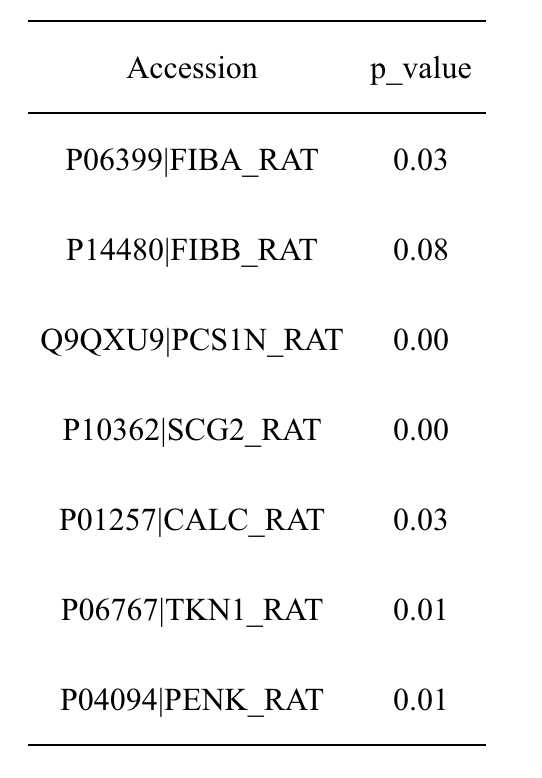 Accession p_value
P06399|FIBA_RAT 0.03
P14480|FIBB_RAT 0.08
Q9QXU9|PCS1N_RAT 0.00
P10362|SCG2_RAT 0.00
P01257|CALC_RAT 0.03
P06767|TKN1_RAT 0.01
P04094|PENK_RAT 0.01